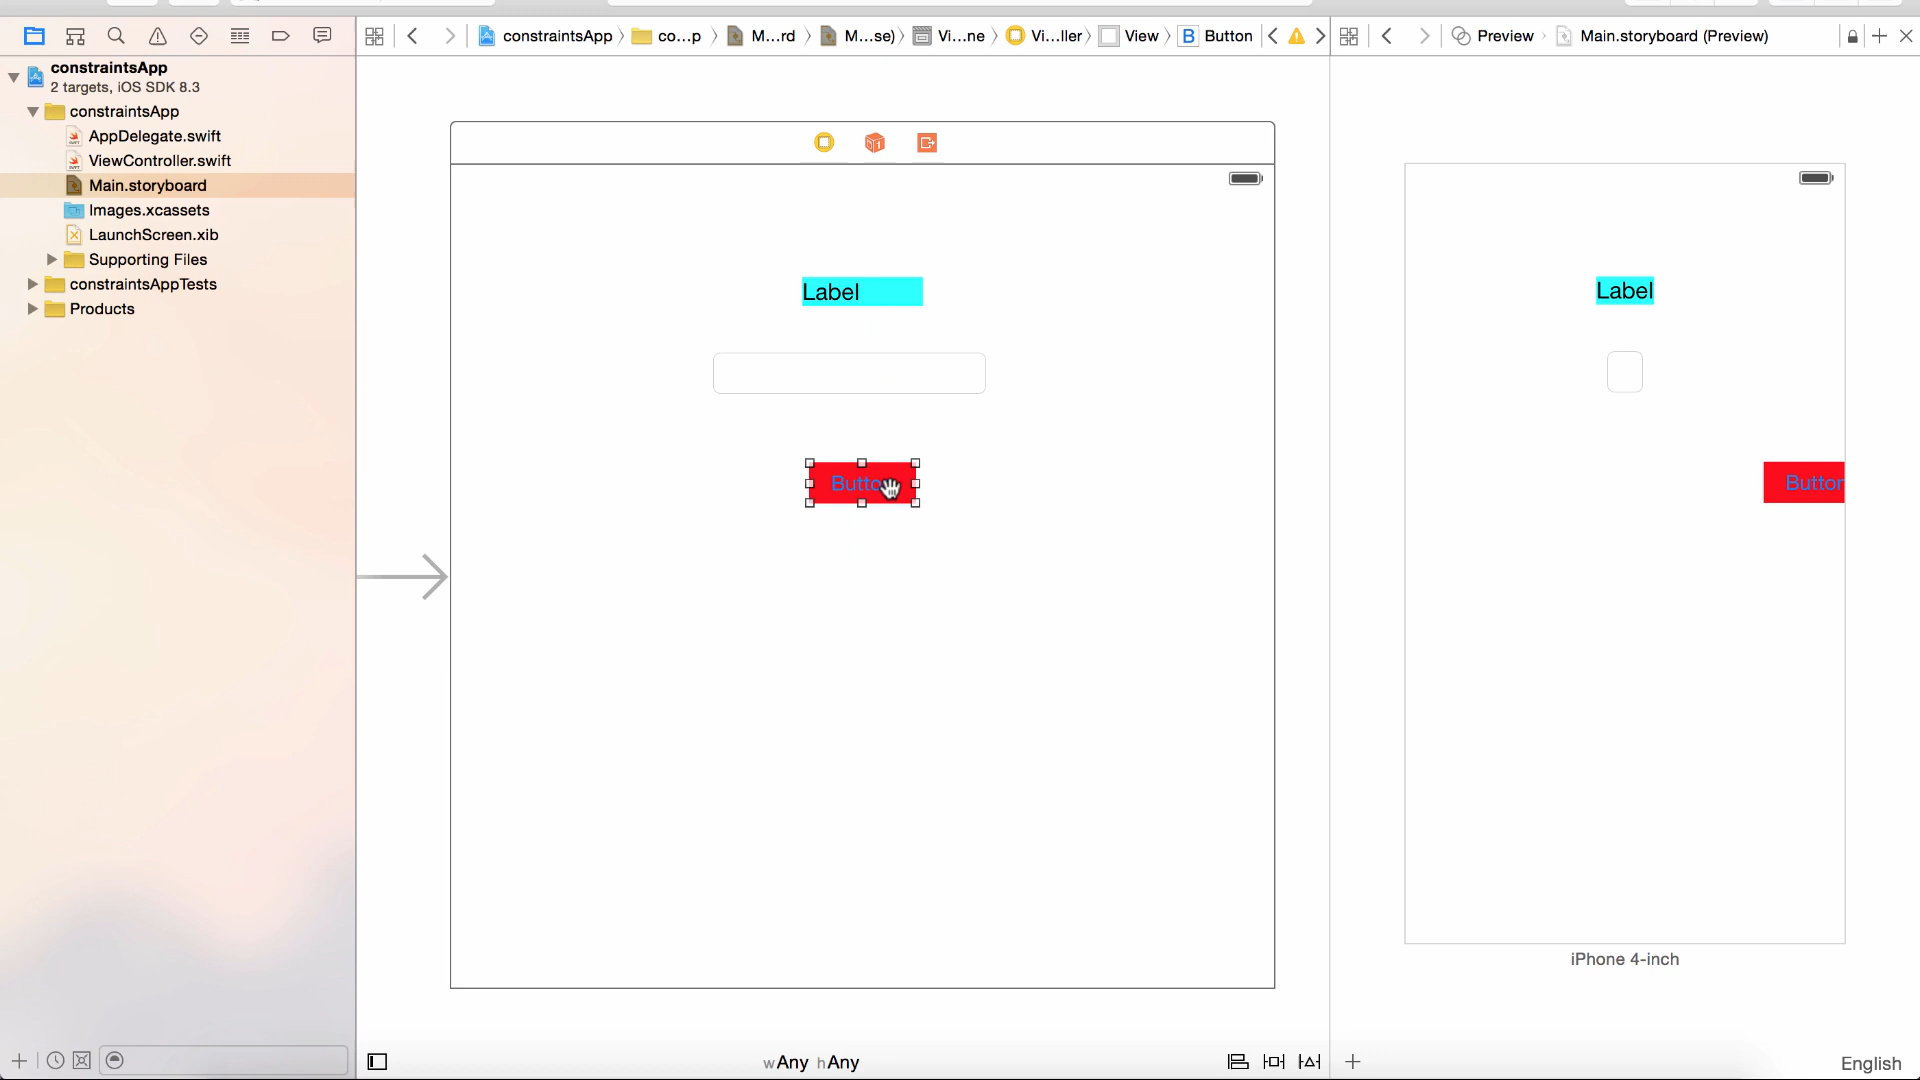 constraintsApp co...p M...rd M...se) Vi...ne Vi...ller View B Button Preview Main.storyboard (Preview)
constraintsApp
2 targets, iOS SDK 8.3
constraintsApp
AppDelegate.swift
ViewController.swift
Main.storyboard
Images.xcassets
LaunchScreen.xib
Supporting Files
constraintsAppTests
Products
Label
Label
Button
iPhone 4-inch
wAny hAny
English